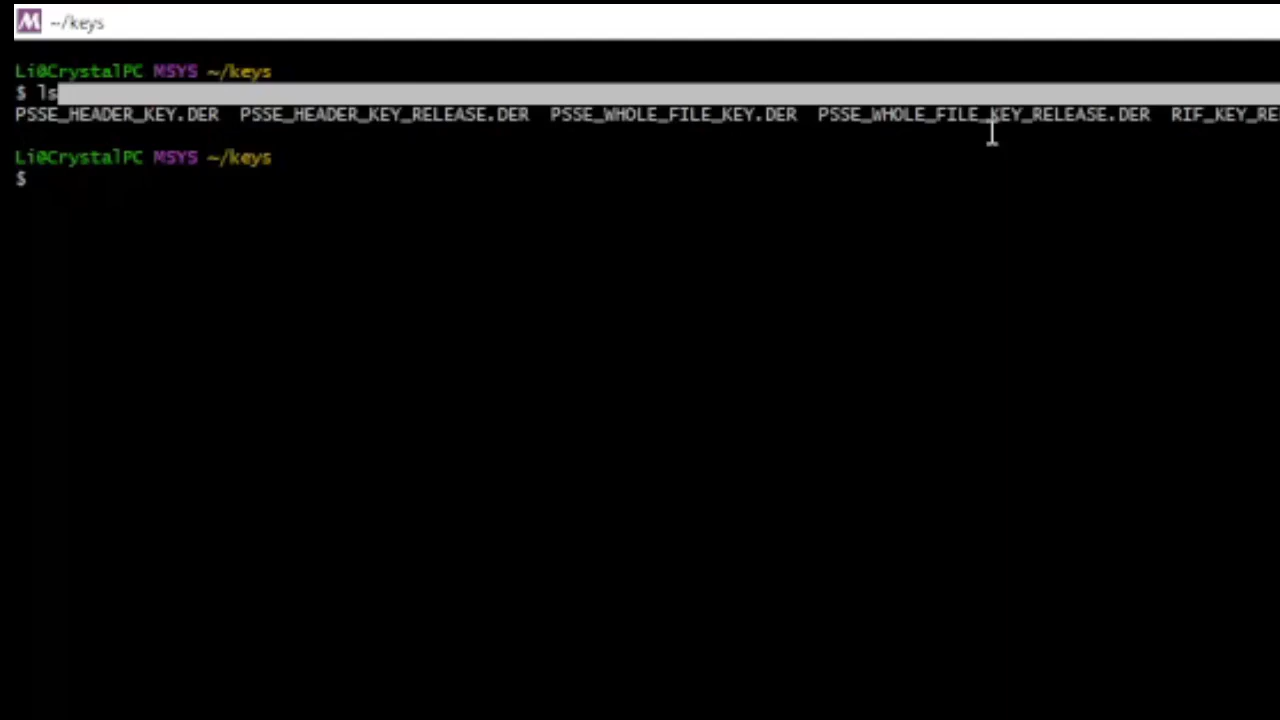 ~/keys
Li@CrystalPC MSYS ~/keys
$ ls
PSSE_HEADER_KEY.DER PSSE_HEADER_KEY_RELEASE.DER PSSE_WHOLE_FILE_KEY.DER PSSE_WHOLE_FILE_KEY_RELEASE.DER RIF_KEY_RE
Li@CrystalPC MSYS ~/keys
$